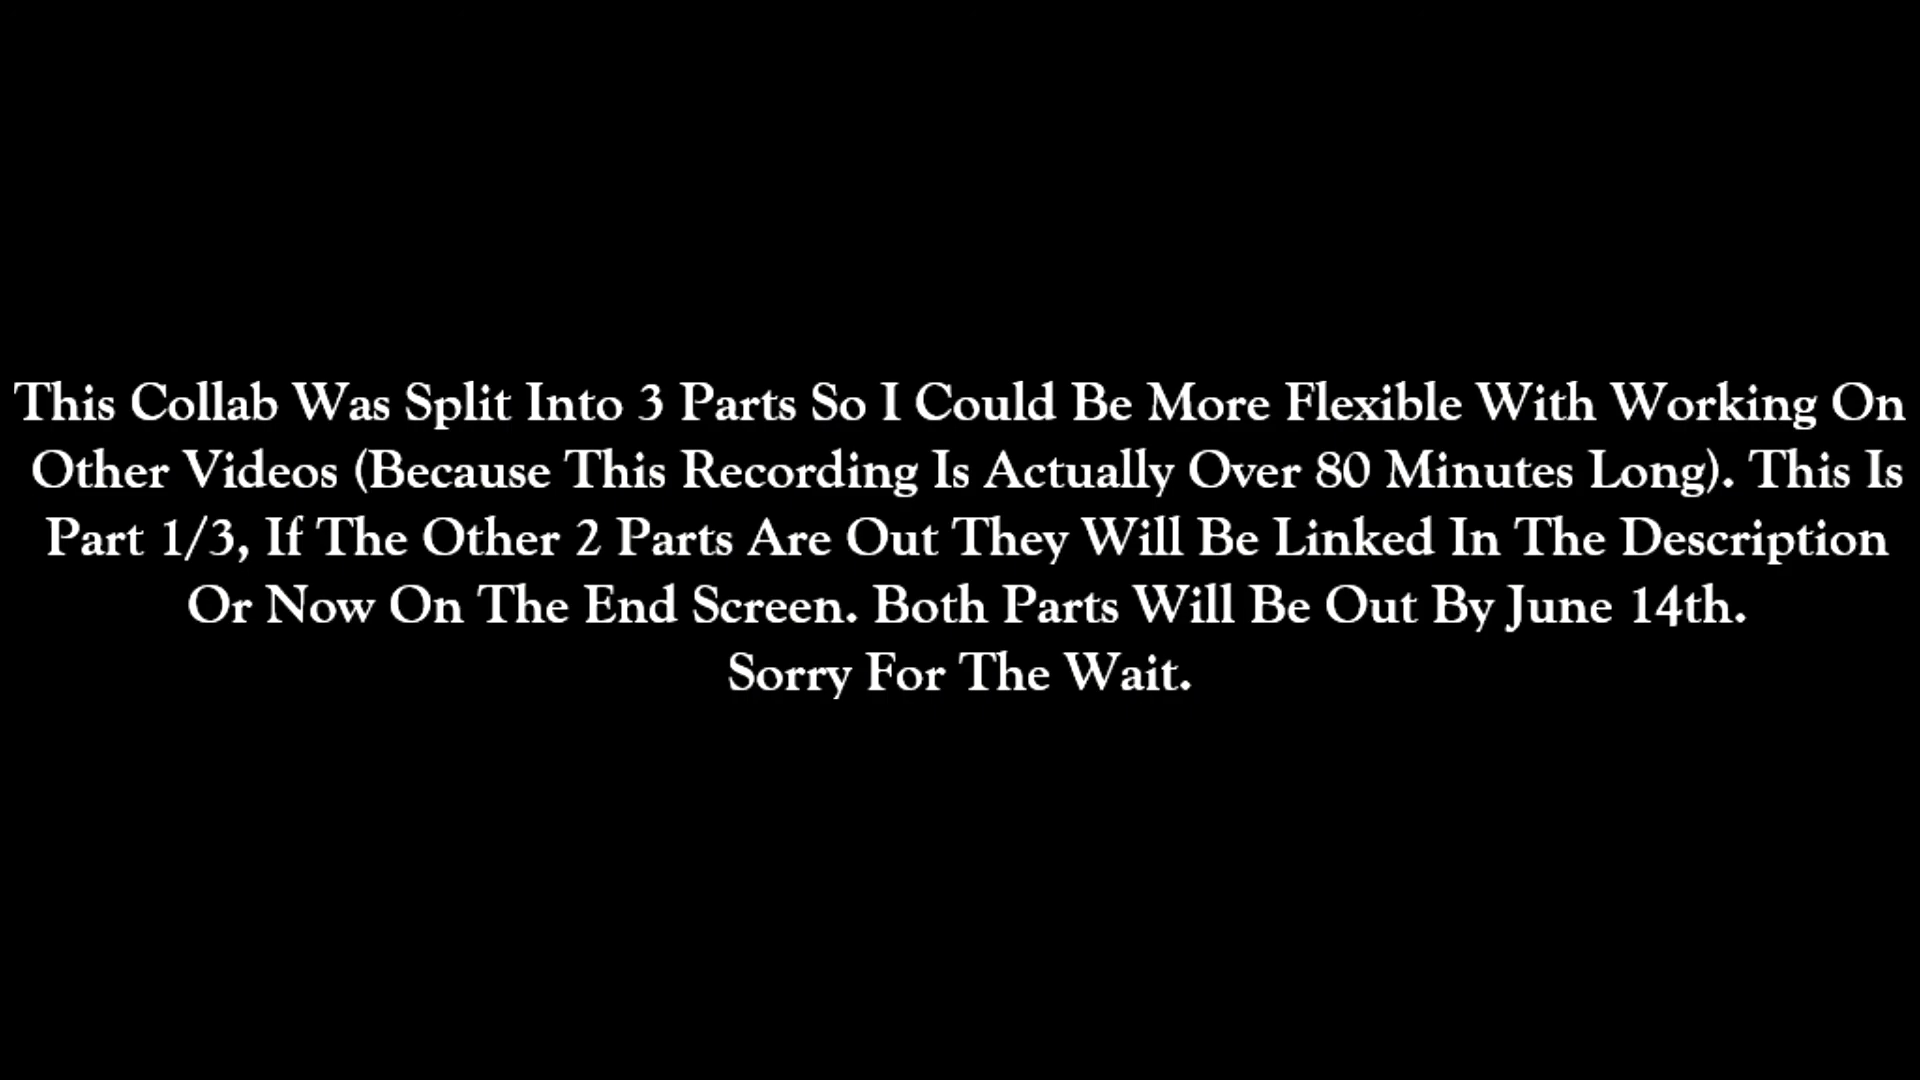 This Collab Was Split Into 3 Parts So I Could Be More Flexible With Working On
Other Videos (Because This Recording Is Actually Over 80 Minutes Long). This Is
Part 1/3, If The Other 2 Parts Are Out They Will Be Linked In The Description
Or Now On The End Screen. Both Parts Will Be Out By June 14th.
Sorry For The Wait.